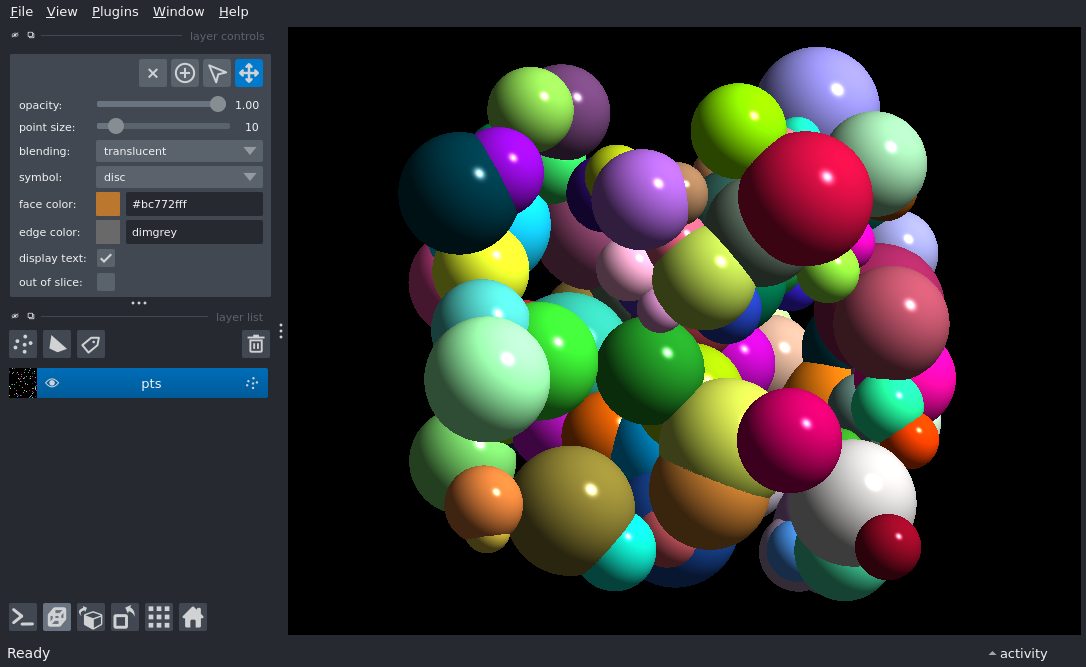 File View Plugins Window Help
layer controls
opacity: 1.00
point size: 10
blending: translucent
symbol: disc
face color: #bc772fff
edge color: dimgrey
display text:
out of slice:
layer list
pts
Ready
activity